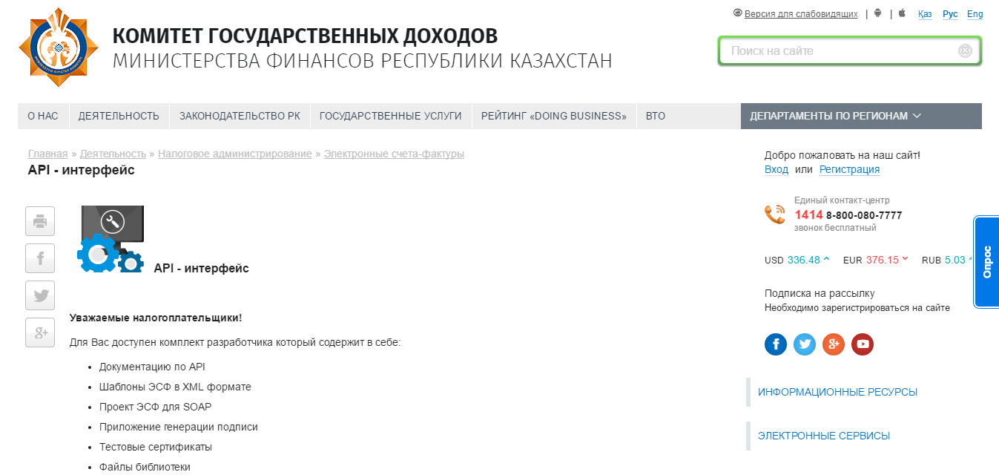 Версия для слабовидящих | | Қаз Рус Eng
КОМИТЕТ ГОСУДАРСТВЕННЫХ ДОХОДОВ
МИНИСТЕРСТВА ФИНАНСОВ РЕСПУБЛИКИ КАЗАХСТАН
Поиск на сайте
О НАС ДЕЯТЕЛЬНОСТЬ ЗАКОНОДАТЕЛЬСТВО РК ГОСУДАРСТВЕННЫЕ УСЛУГИ РЕЙТИНГ «DOING BUSINESS» ВТО ДЕПАРТАМЕНТЫ ПО РЕГИОНАМ
Главная » Деятельность » Налоговое администрирование » Электронные счета-фактуры
API - интерфейс
API - интерфейс
Уважаемые налогоплательщики!
Для Вас доступен комплект разработчика который содержит в себе:
• Документацию по API
• Шаблоны ЭСФ в XML формате
• Проект ЭСФ для SOAP
• Приложение генерации подписи
• Тестовые сертификаты
• Файлы библиотеки
Добро пожаловать на наш сайт!
Вход или Регистрация
Единый контакт-центр
1414 8-800-080-7777
звонок бесплатный
USD 336.48 EUR 376.15 RUB 5.03
Опрос
Подписка на рассылку
Необходимо зарегистрироваться на сайте
ИНФОРМАЦИОННЫЕ РЕСУРСЫ
ЭЛЕКТРОННЫЕ СЕРВИСЫ